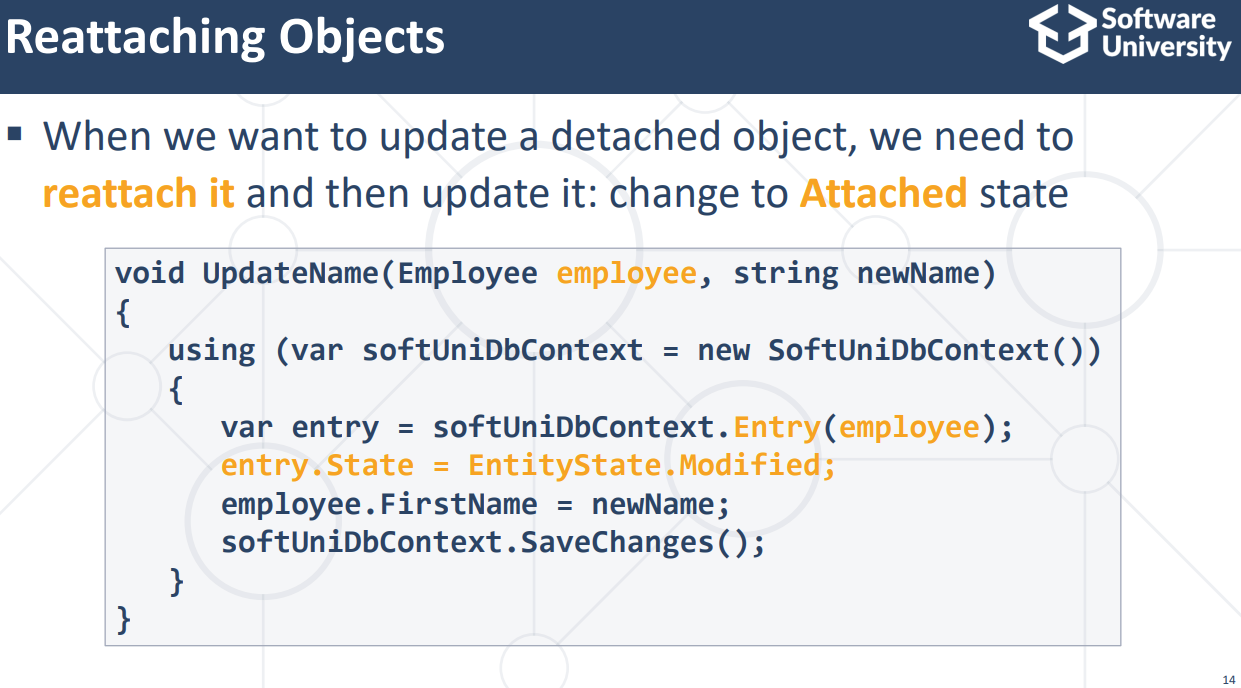 Reattaching Objects
Software
University
▪ When we want to update a detached object, we need to
reattach it and then update it: change to Attached state
void UpdateName(Employee employee, string newName)
{
using (var softUniDbContext = new SoftUniDbContext())
{
var entry = softUniDbContext.Entry(employee);
entry.State = EntityState.Modified;
employee.FirstName = newName;
softUniDbContext.SaveChanges();
}
}
14